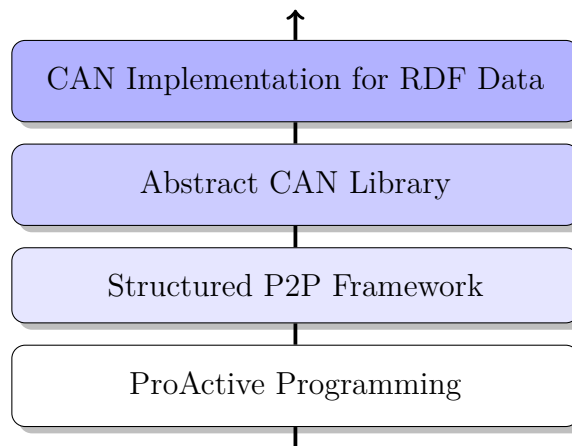 CAN Implementation for RDF Data
Abstract CAN Library
Structured P2P Framework
ProActive Programming